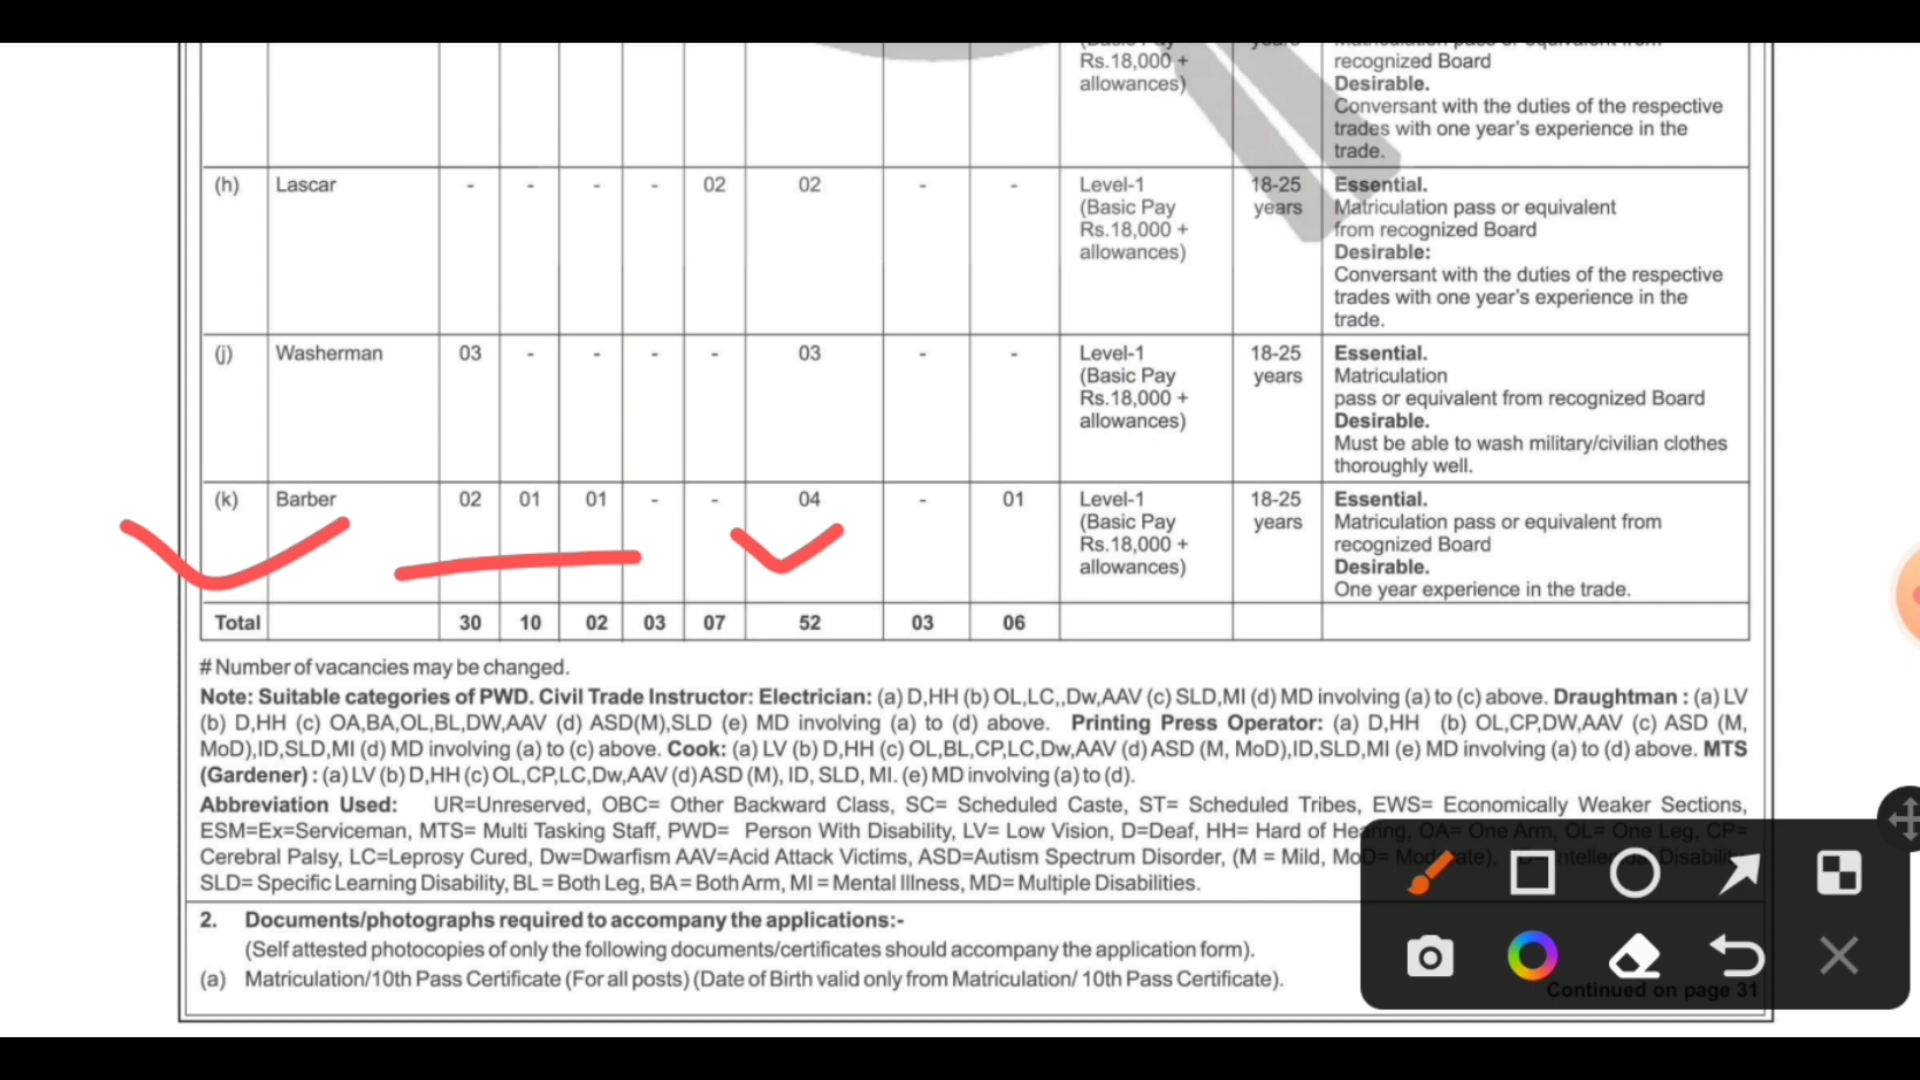 Rs.18,000 + recognized Board
allowances) Desirable.
Conversant with the duties of the respective
trades with one year's experience in the
trade.
(h) Lascar - - - - 02 02 - - Level-1 18-25 Essential.
(Basic Pay years Matriculation pass or equivalent
Rs.18,000 + from recognized Board
allowances) Desirable:
Conversant with the duties of the respective
trades with one year's experience in the
trade.
(j) Washerman 03 - - - - 03 - - Level-1 18-25 Essential.
(Basic Pay years Matriculation
Rs.18,000 + pass or equivalent from recognized Board
allowances) Desirable.
Must be able to wash military/civilian clothes
thoroughly well.
(k) Barber 02 01 01 - - 04 - 01 Level-1 18-25 Essential.
(Basic Pay years Matriculation pass or equivalent from
Rs.18,000 + recognized Board
allowances) Desirable.
One year experience in the trade.
Total 30 10 02 03 07 52 03 06
# Number of vacancies may be changed.
Note: Suitable categories of PWD. Civil Trade Instructor: Electrician: (a) D,HH (b) OL,LC,,Dw,AAV (c) SLD,MI (d) MD involving (a) to (c) above. Draughtman : (a) LV
(b) D,HH (c) OA,BA,OL,BL,DW,AAV (d) ASD(M),SLD (e) MD involving (a) to (d) above. Printing Press Operator: (a) D,HH (b) OL,CP,DW,AAV (c) ASD (M,
MoD),ID,SLD,MI (d) MD involving (a) to (c) above. Cook: (a) LV (b) D,HH (c) OL,BL,CP,LC,Dw,AAV (d) ASD (M, MoD),ID,SLD,MI (e) MD involving (a) to (d) above. MTS
(Gardener) : (a) LV (b) D,HH (c) OL,CP,LC,Dw,AAV (d) ASD (M), ID, SLD, MI. (e) MD involving (a) to (d).
Abbreviation Used: UR=Unreserved, OBC= Other Backward Class, SC= Scheduled Caste, ST= Scheduled Tribes, EWS= Economically Weaker Sections,
ESM=Ex=Serviceman, MTS= Multi Tasking Staff, PWD= Person With Disability, LV= Low Vision, D=Deaf, HH= Hard of Hearing, OA= One Arm, OL= One Leg, CP=
Cerebral Palsy, LC=Leprosy Cured, Dw=Dwarfism AAV=Acid Attack Victims, ASD=Autism Spectrum Disorder, (M = Mild, MoD= Moderate),
SLD= Specific Learning Disability, BL = Both Leg, BA = Both Arm, MI = Mental Illness, MD= Multiple Disabilities.
2. Documents/photographs required to accompany the applications:-
(Self attested photocopies of only the following documents/certificates should accompany the application form).
(a) Matriculation/10th Pass Certificate (For all posts) (Date of Birth valid only from Matriculation/ 10th Pass Certificate).
Continued on page 31